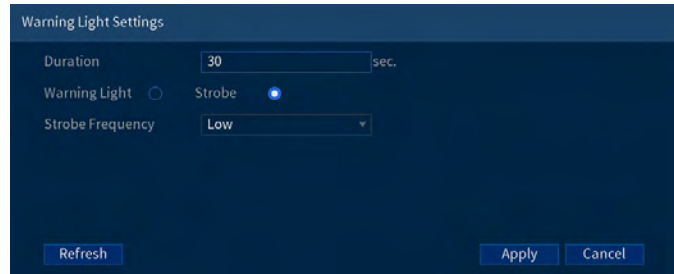 Warning Light Settings
Duration 30 sec.
Warning Light Strobe
Strobe Frequency Low
Refresh Apply Cancel